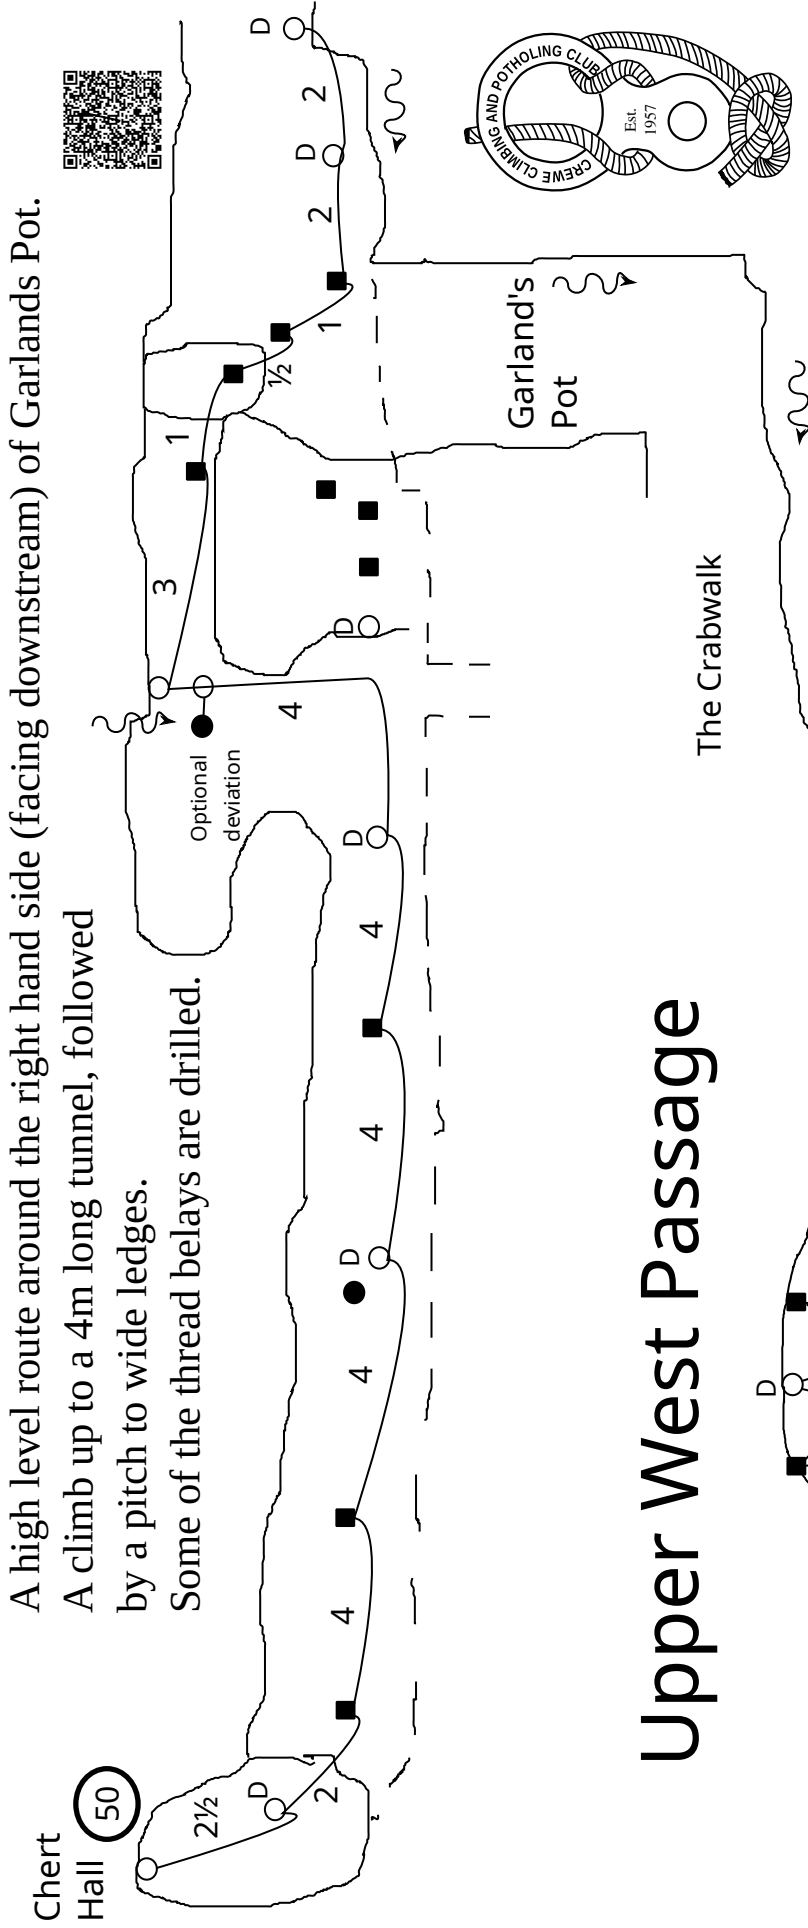 A high level route around the right hand side (facing downstream) of Garlands Pot.
A climb up to a 4m long tunnel, followed
by a pitch to wide ledges.
Some of the thread belays are drilled.
Chert
Hall
50
2½
D
2
4
4
D
4
4
D
Optional
deviation
4
3
D
1
½
1
2
D
2
D
Garland's
Pot
The Crabwalk
Upper West Passage
D
CREWE CLIMBING AND POTHOLING CLUB
Est.
1957